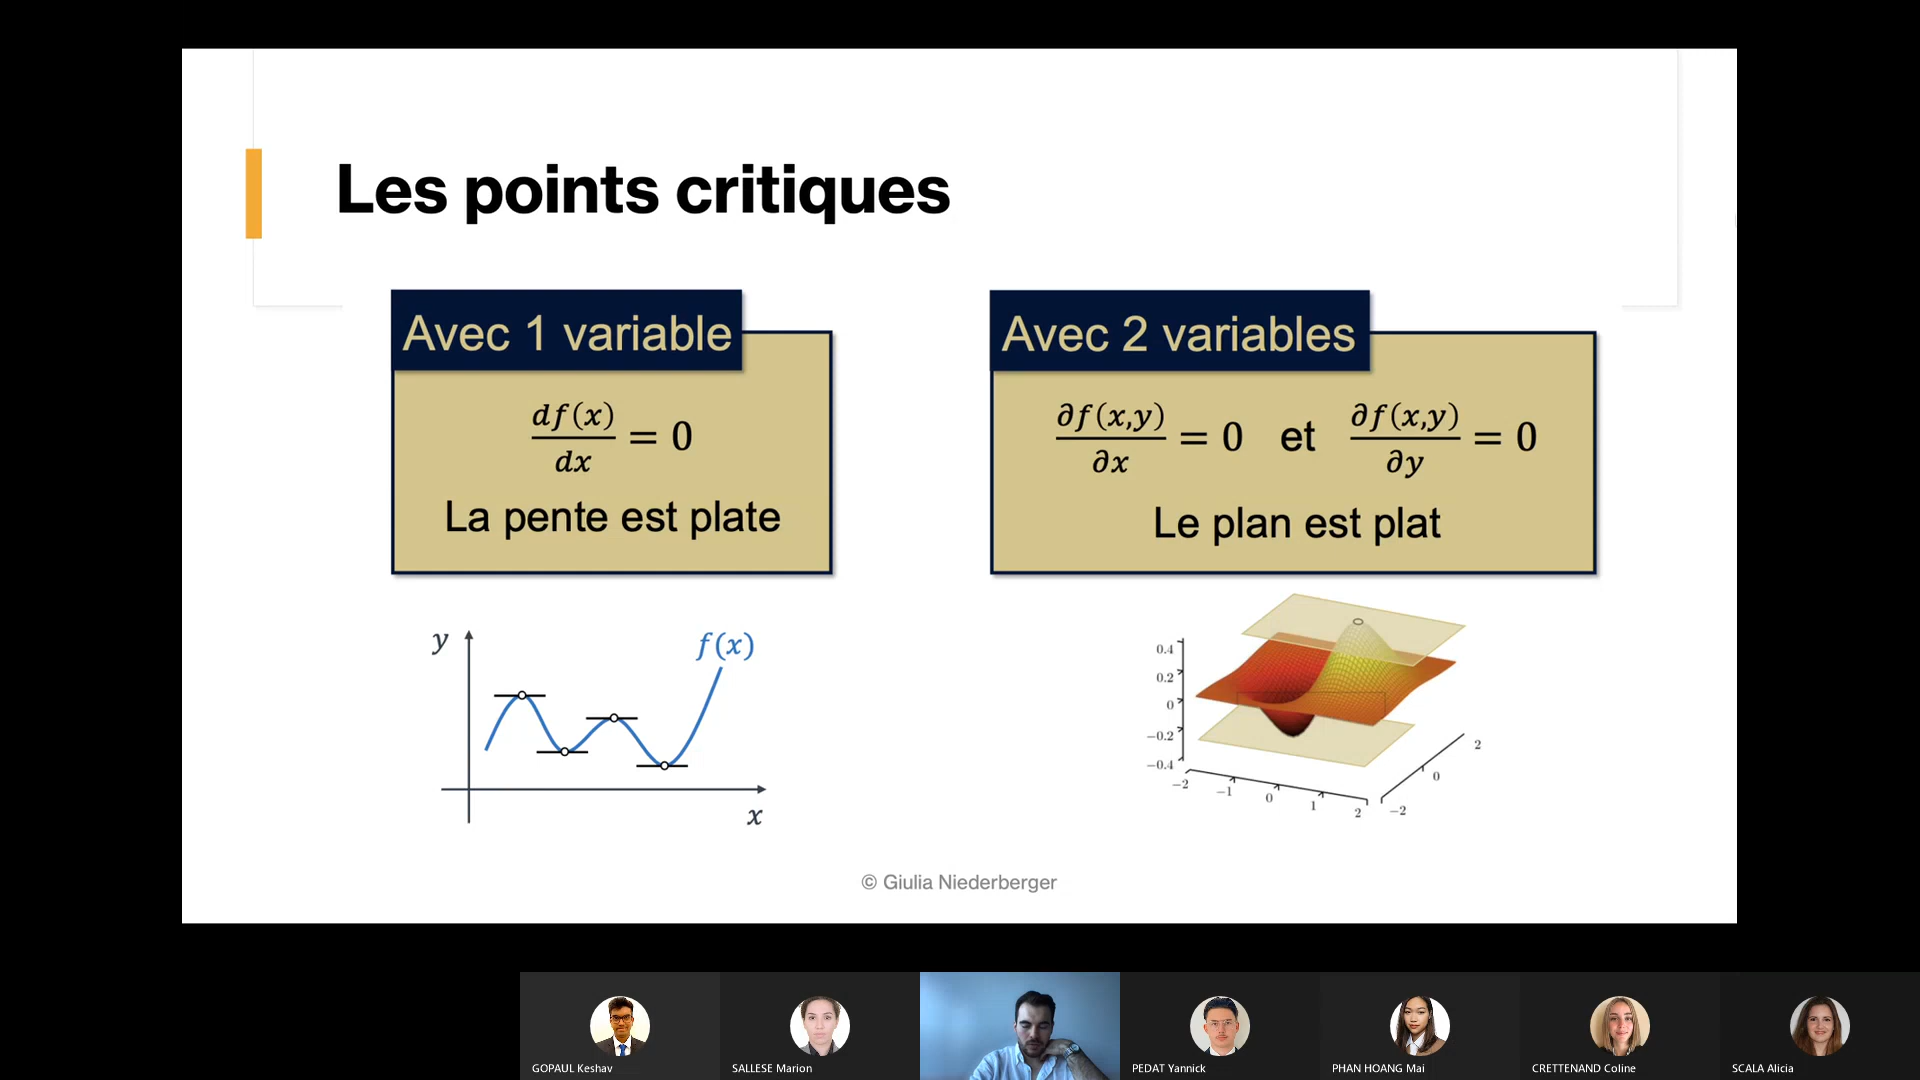 Les points critiques
Avec 1 variable
df(x)/dx = 0
La pente est plate
Avec 2 variables
∂f(x,y)/∂x = 0 et ∂f(x,y)/∂y = 0
Le plan est plat
y
f(x)
x
0.4
0.2
0
−0.2
−0.4
−2
−1
0
1
2
−2
0
2
© Giulia Niederberger
GOPAUL Keshav
SALLESE Marion
PEDAT Yannick
PHAN HOANG Mai
CRETTENAND Coline
SCALA Alicia